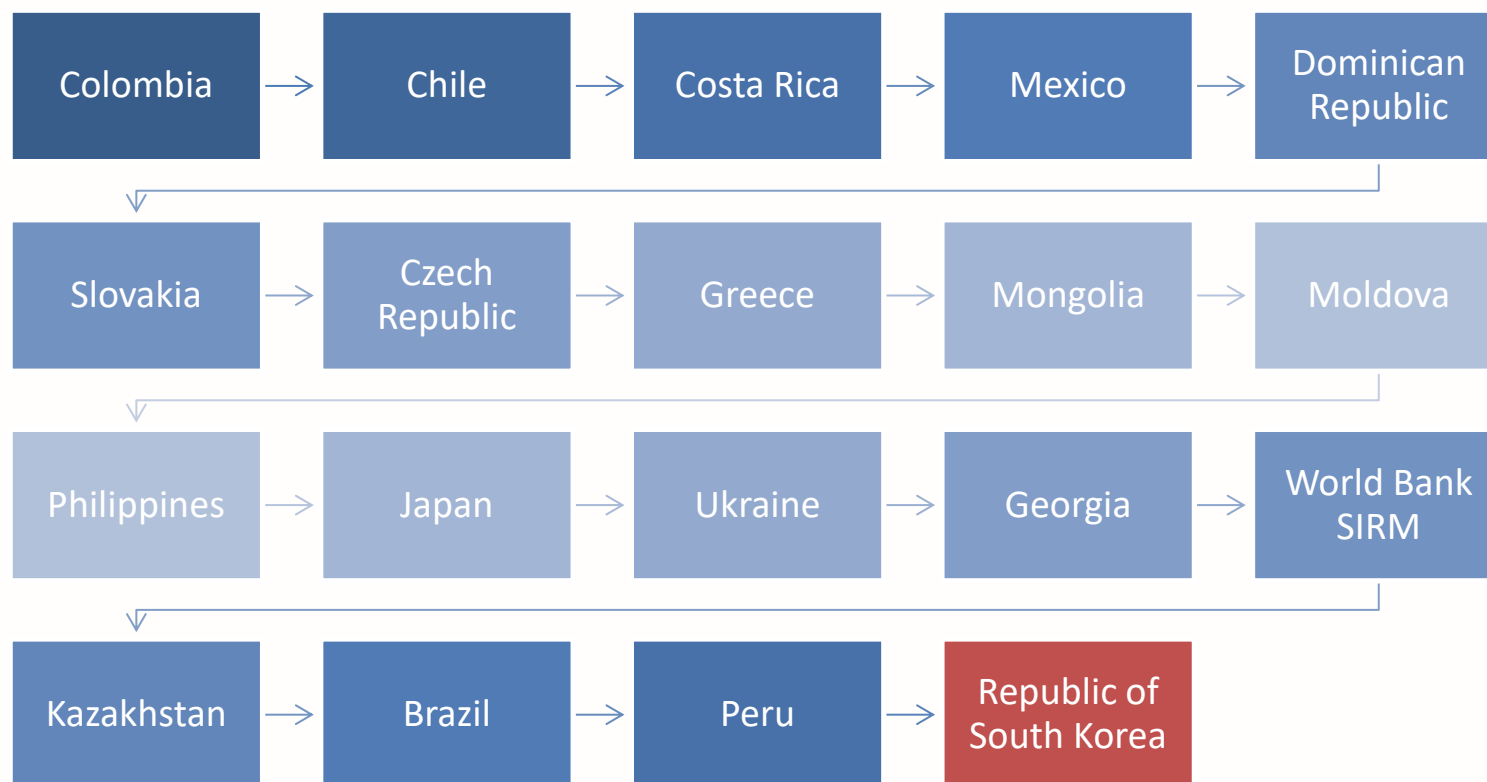 Colombia
Chile
Costa Rica
Mexico
Dominican
Republic
Slovakia
Czech
Republic
Greece
Mongolia
Moldova
Philippines
Japan
Ukraine
Georgia
World Bank
SIRM
Kazakhstan
Brazil
Peru
Republic of
South Korea